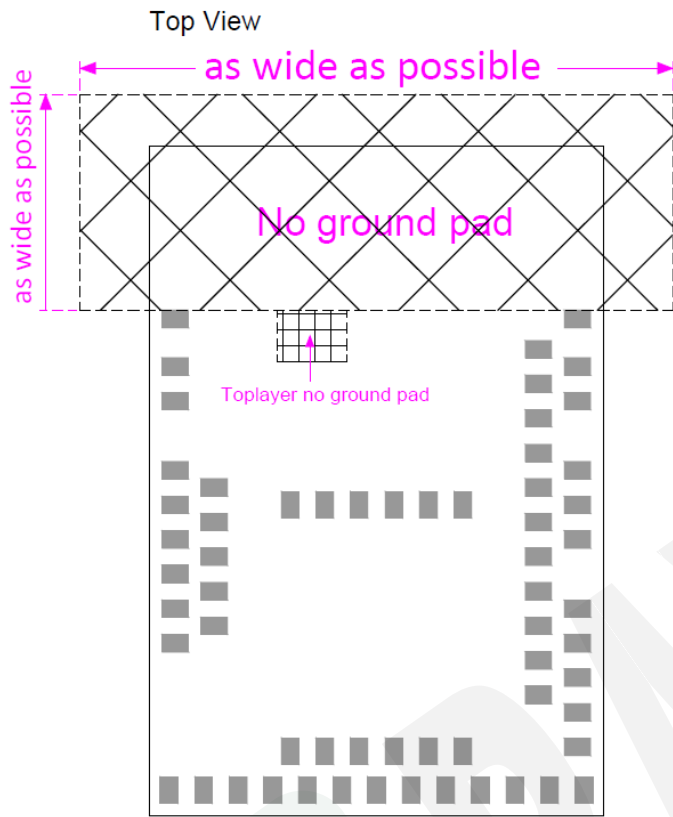 Top View
as wide as possible
as wide as possible
No ground pad
Toplayer no ground pad